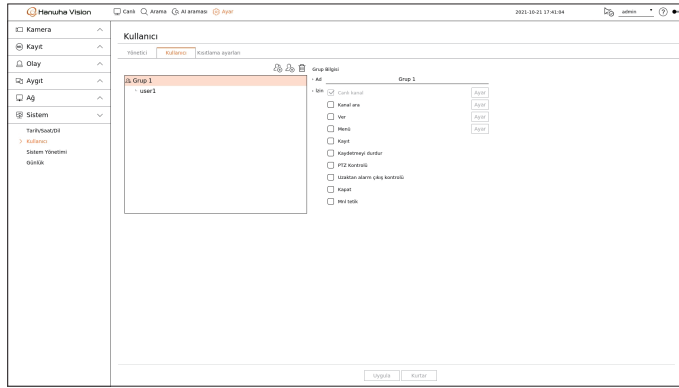 Hanwha Vision
Canlı Arama AI araması Ayar 2021-10-21 17:41:04 admin
Kamera
Kayıt
Olay
Aygıt
Ağ
Sistem
Tarih/Saat/Dil
Kullanıcı
Sistem Yönetimi
Günlük
Kullanıcı
Yönetici Kullanıcı Kısıtlama ayarları
Grup 1
user1
Grup Bilgisi
Ad Grup 1
İzin Canlı kanal Ayar
Kanal ara Ayar
Ver Ayar
Menü Ayar
Kayıt
Kaydetmeyi durdur
PTZ Kontrolü
Uzaktan alarm çıkış kontrolü
Kapat
Mnl tetik
Uygula Kurtar